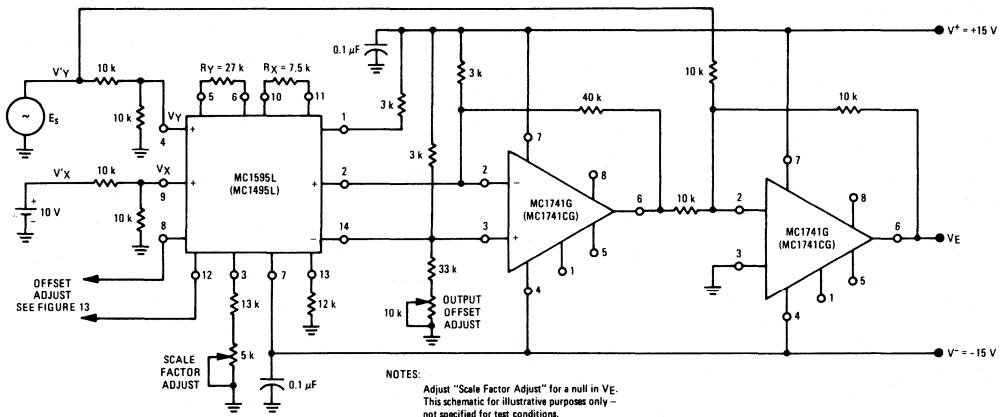 V⁺ = +15 V
0.1 μF
3 k
10 k
V'Y
10 k
RY = 27 k
RX = 7.5 k
40 k
10 k
5
6
10
11
3 k
7
ES
10 k
VY
4
+
1
3 k
7
MC1595L
(MC1495L)
V'X
10 k
VX
9
+
+
2
2
−
8
MC1741G
(MC1741CG)
6
10 k
2
8
MC1741G
(MC1741CG)
6
VE
+
−
10 V
10 k
8
−
14
3
+
5
1
3
5
1
OFFSET
ADJUST
SEE FIGURE 13
12
3
7
13
33 k
4
4
13 k
12 k
10 k
OUTPUT
OFFSET
ADJUST
SCALE
FACTOR
ADJUST
5 k
0.1 μF
V⁻ = −15 V
NOTES:
Adjust "Scale Factor Adjust" for a null in VE.
This schematic for illustrative purposes only –
not specified for test conditions.